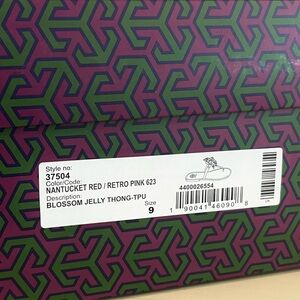 Style no:
37504
Color/Code:
NANTUCKET RED / RETRO PINK 623
Description:
BLOSSOM JELLY THONG-TPU
Size
9
4400026554
1 90041 46090 8